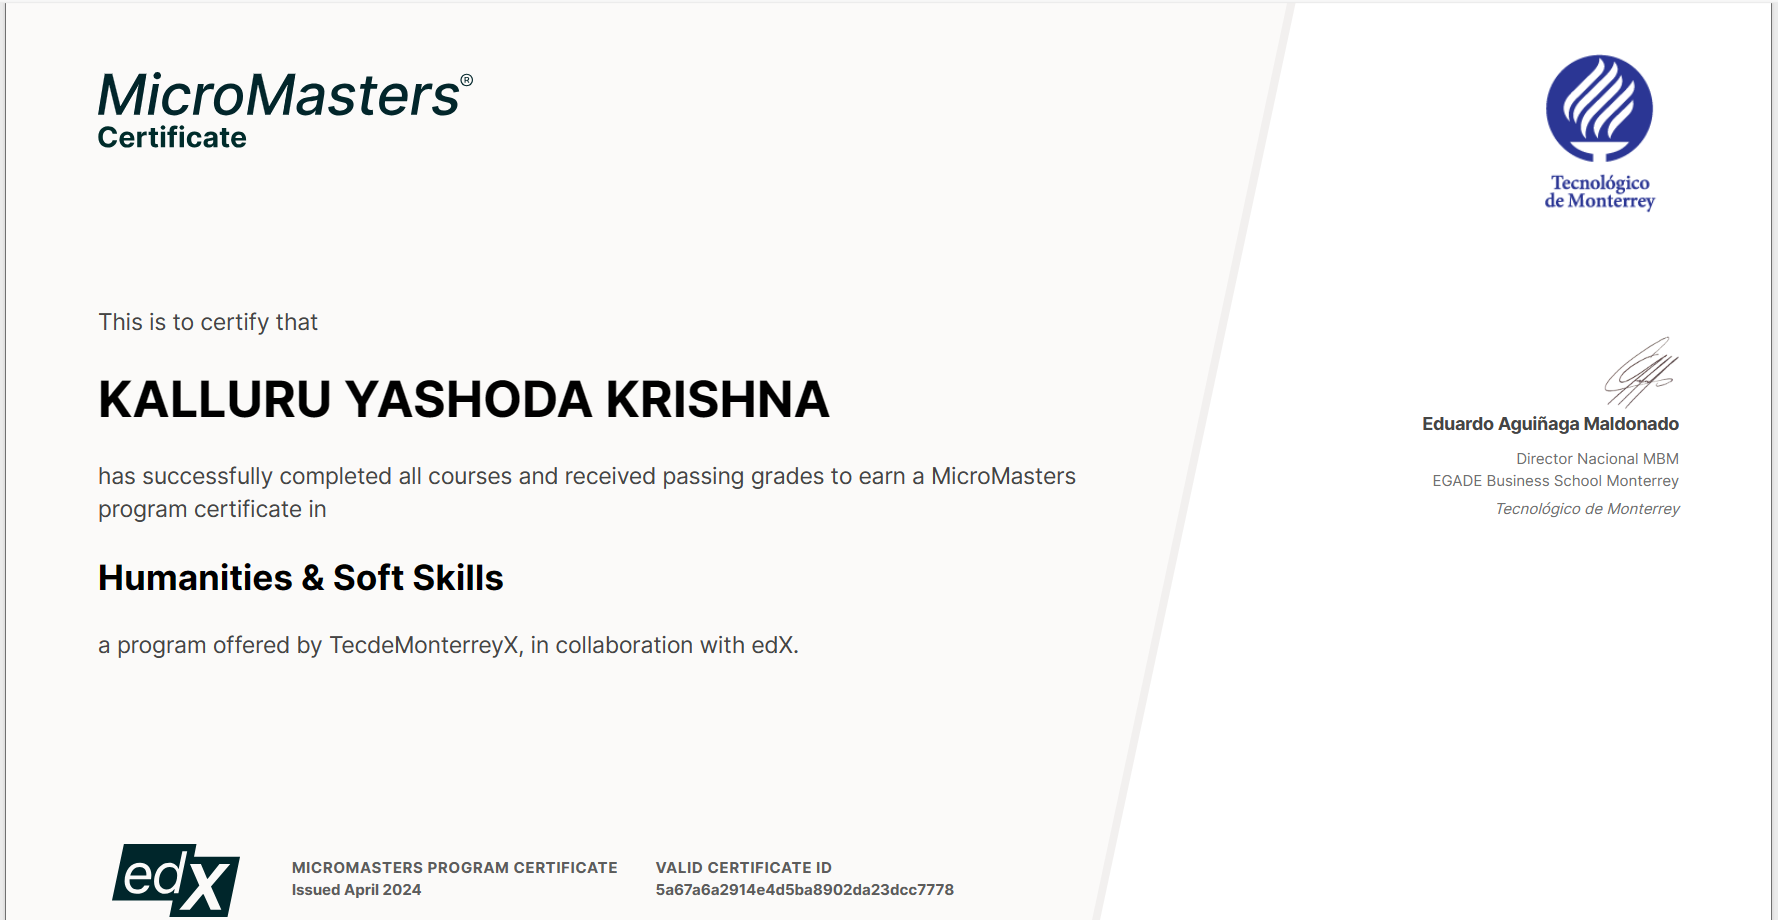 MicroMasters®
Certificate
Tecnológico
de Monterrey
This is to certify that
KALLURU YASHODA KRISHNA
has successfully completed all courses and received passing grades to earn a MicroMasters
program certificate in
Humanities & Soft Skills
a program offered by TecdeMonterreyX, in collaboration with edX.
Eduardo Aguiñaga Maldonado
Director Nacional MBM
EGADE Business School Monterrey
Tecnológico de Monterrey
edX
MICROMASTERS PROGRAM CERTIFICATE
Issued April 2024
VALID CERTIFICATE ID
5a67a6a2914e4d5ba8902da23dcc7778